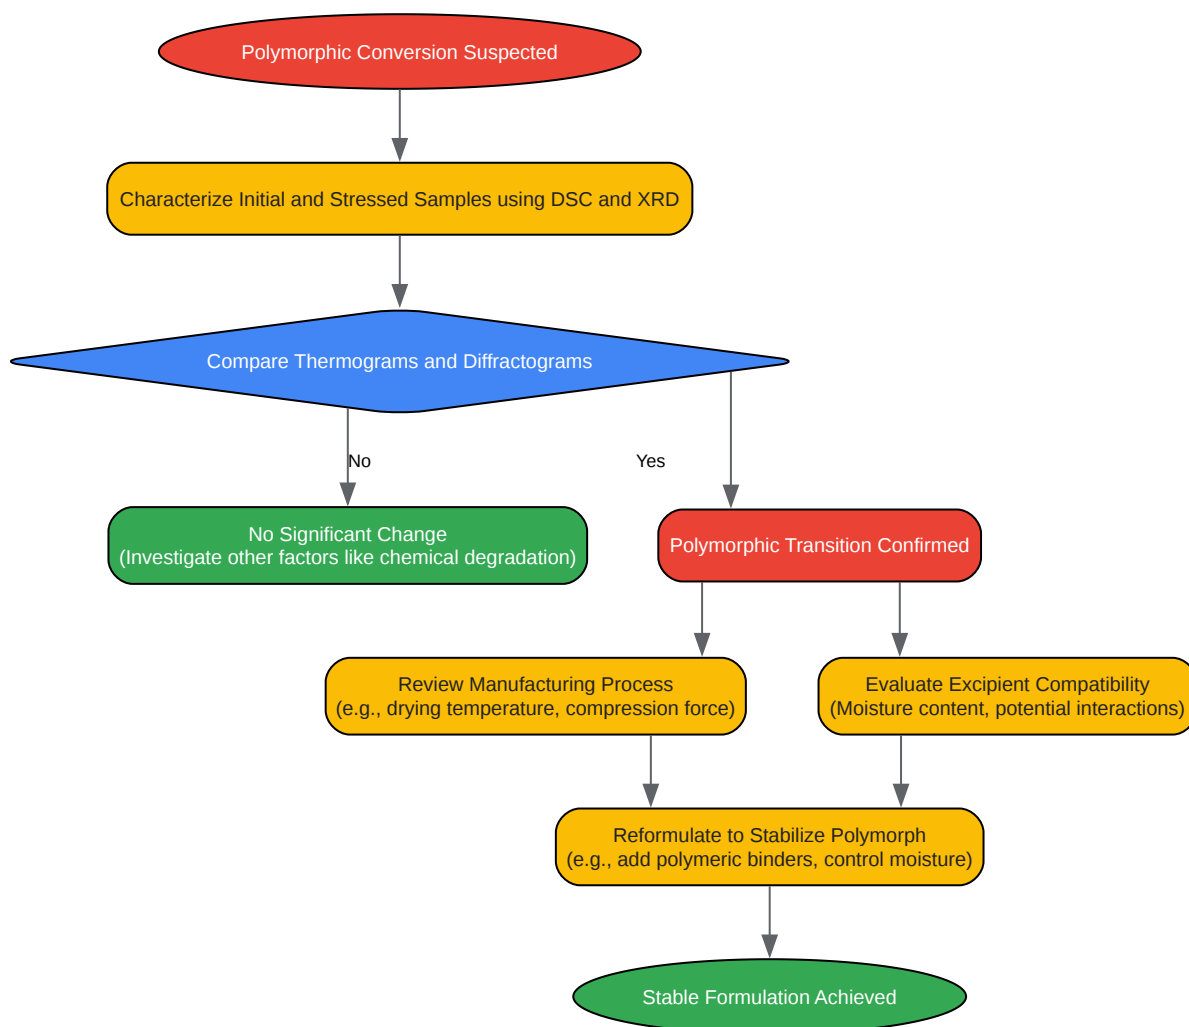 Polymorphic Conversion Suspected
Characterize Initial and Stressed Samples using DSC and XRD
Compare Thermograms and Diffractograms
No
Yes
No Significant Change
(Investigate other factors like chemical degradation)
Polymorphic Transition Confirmed
Review Manufacturing Process
(e.g., drying temperature, compression force)
Evaluate Excipient Compatibility
(Moisture content, potential interactions)
Reformulate to Stabilize Polymorph
(e.g., add polymeric binders, control moisture)
Stable Formulation Achieved